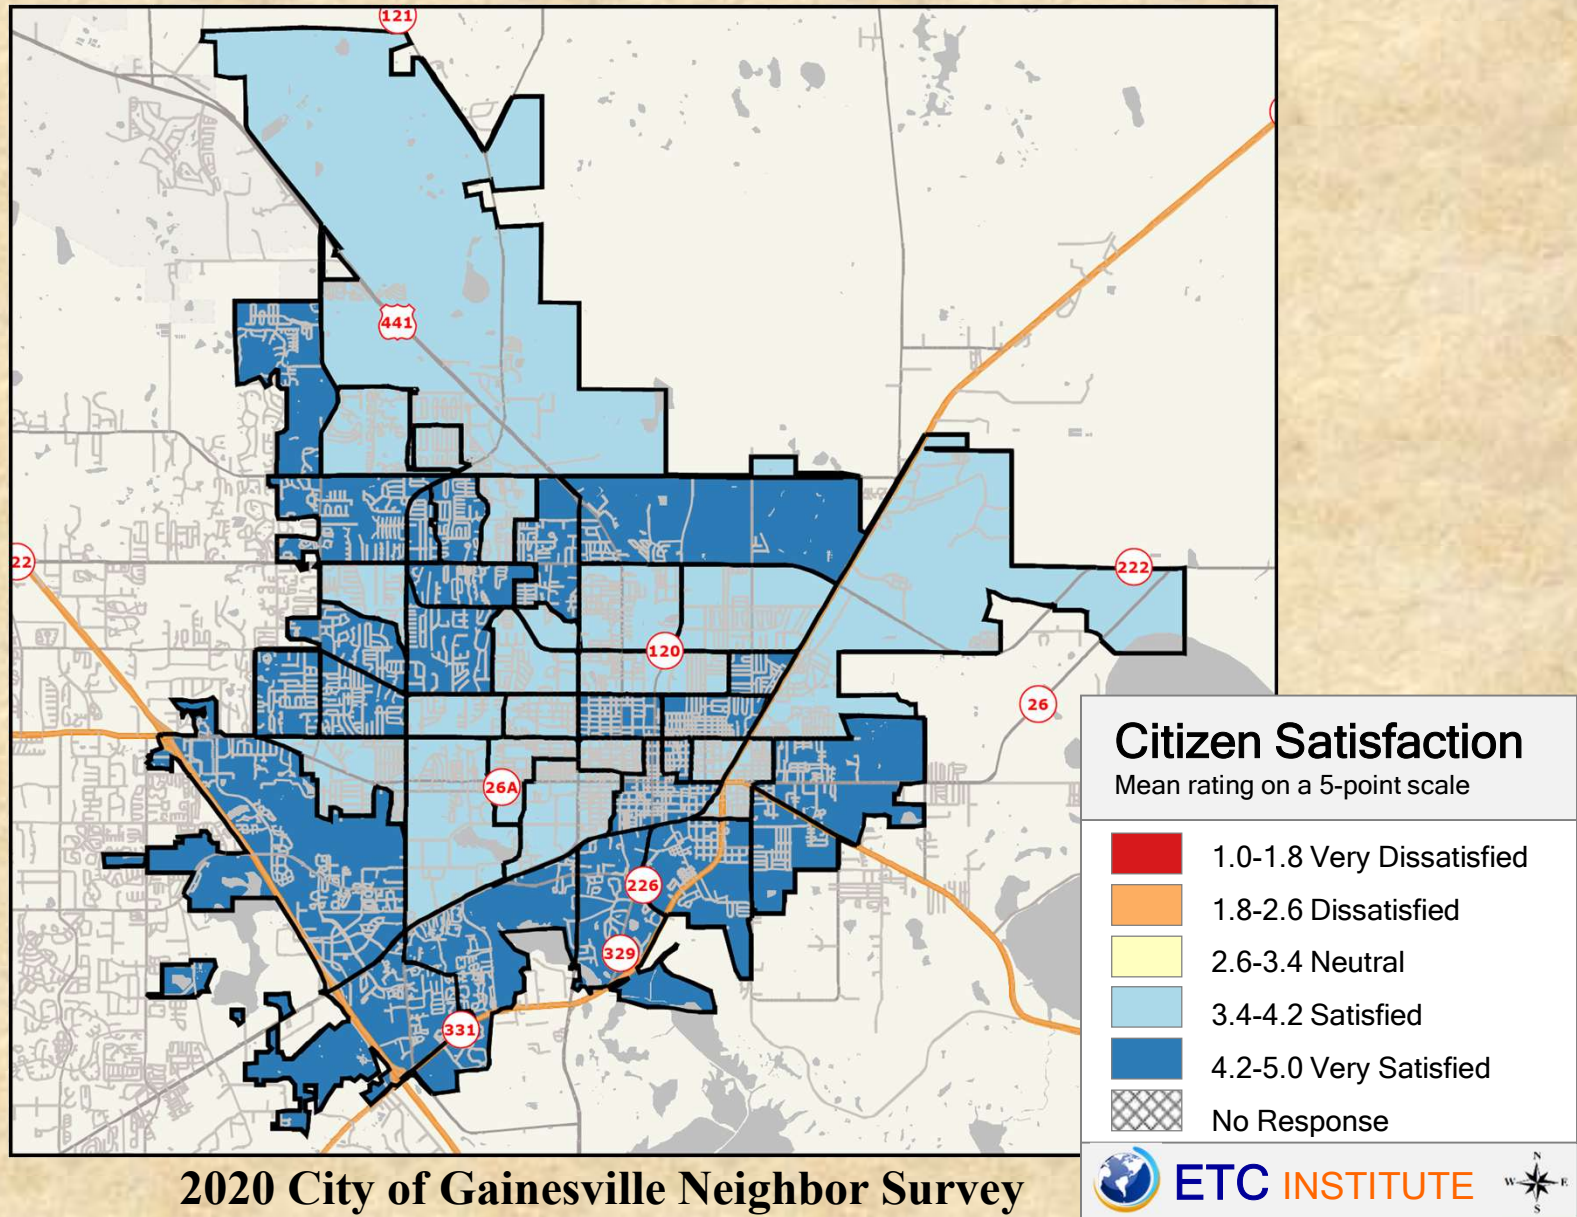 121
441
22
222
120
26
26A
226
329
331
Citizen Satisfaction
Mean rating on a 5-point scale
1.0-1.8 Very Dissatisfied
1.8-2.6 Dissatisfied
2.6-3.4 Neutral
3.4-4.2 Satisfied
4.2-5.0 Very Satisfied
No Response
ETC INSTITUTE
N
W E
S
2020 City of Gainesville Neighbor Survey